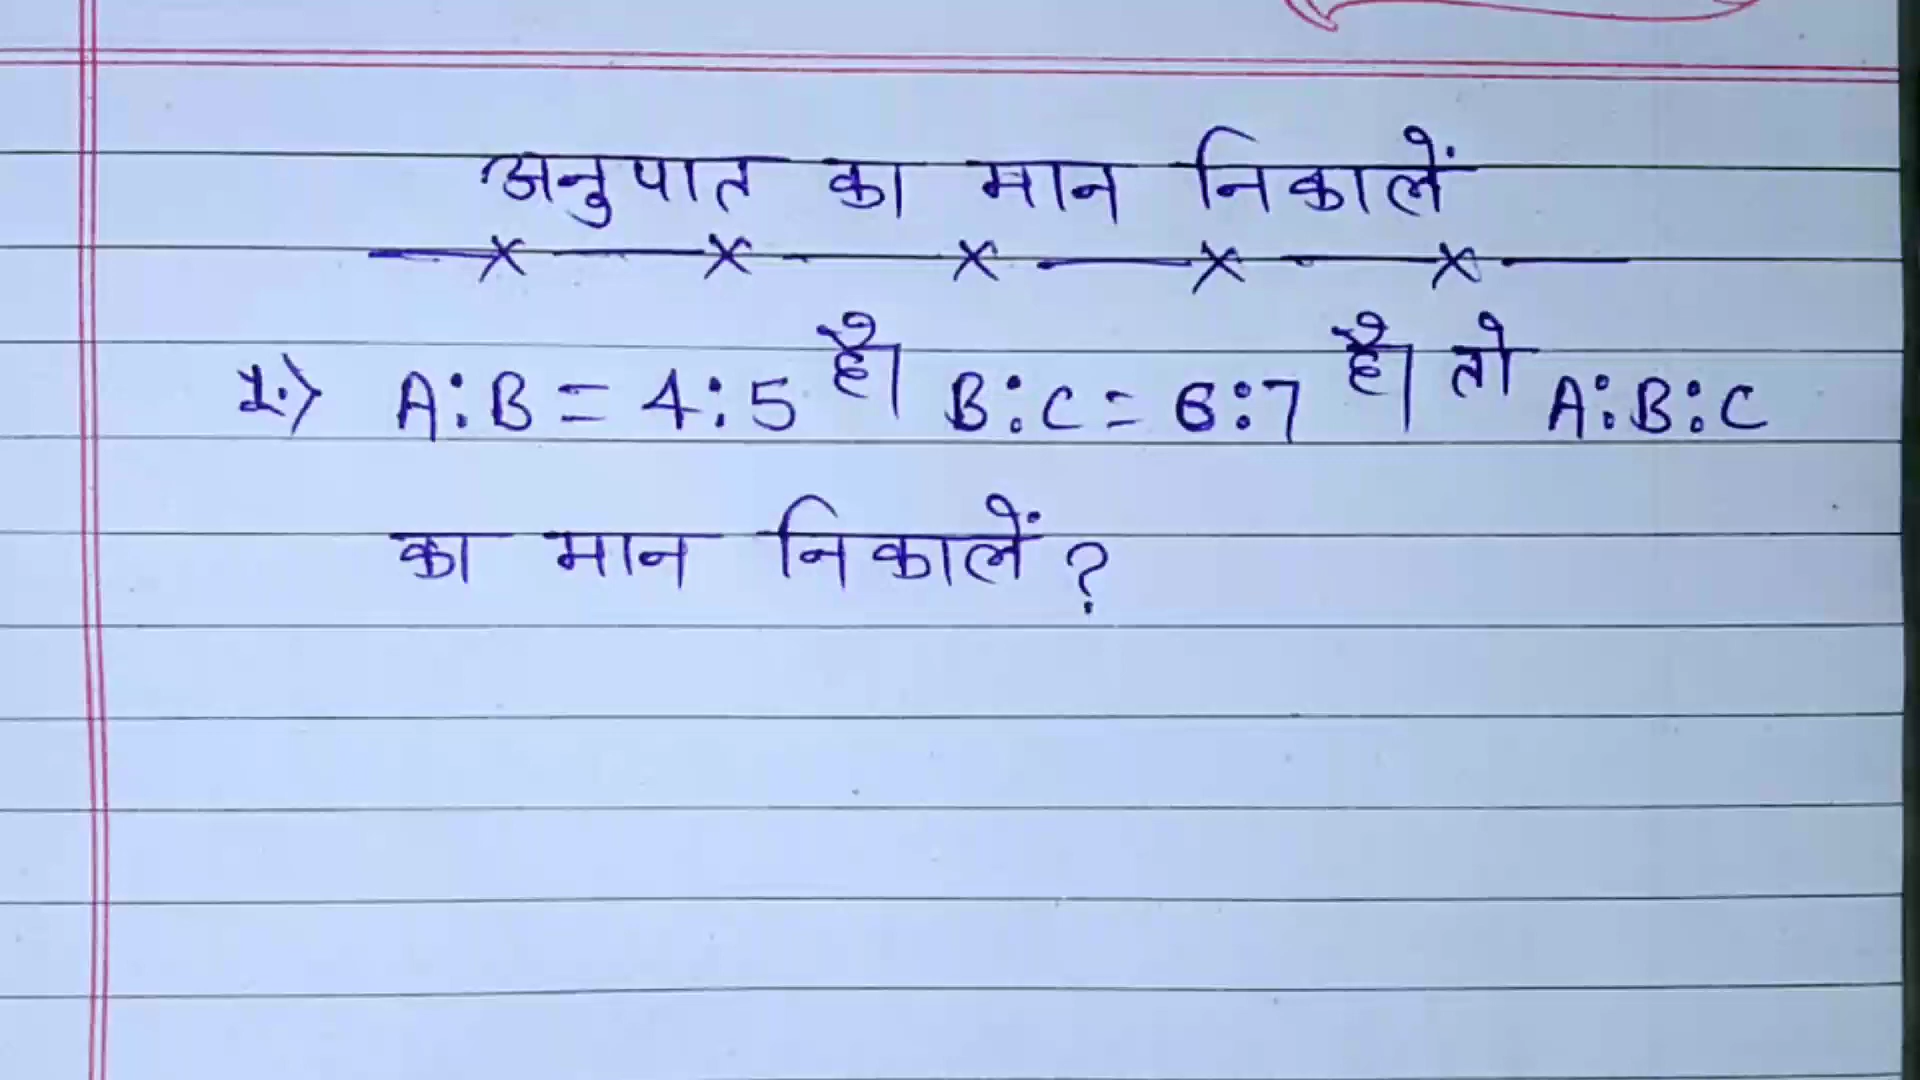 अनुपात का मान निकालें
1.) A:B = 4:5 है। B:C = 6:7 है। तो A:B:C
का मान निकालें?